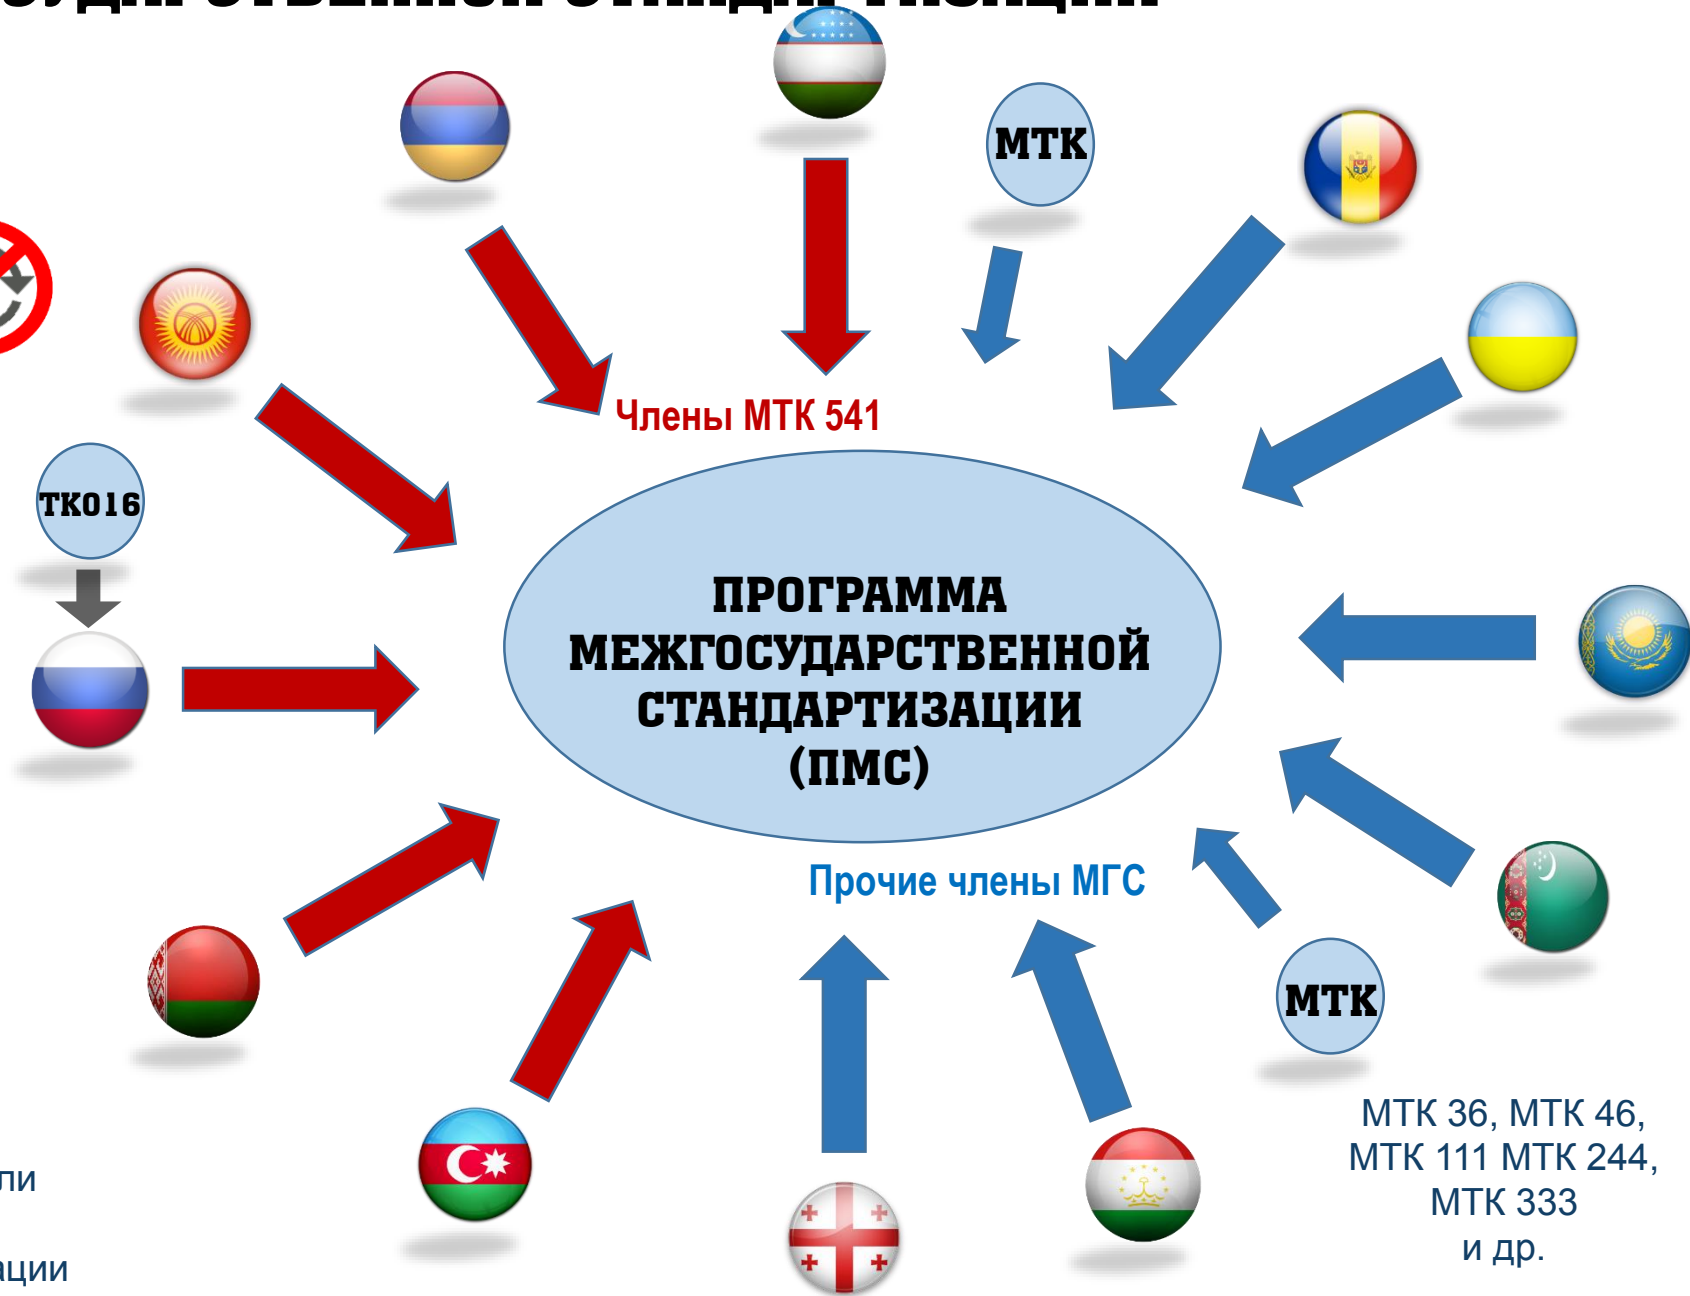 МТК
Члены МТК 541
ТК016
ПРОГРАММА
МЕЖГОСУДАРСТВЕННОЙ
СТАНДАРТИЗАЦИИ
(ПМС)
Прочие члены МГС
МТК
МТК 36, МТК 46,
МТК 111 МТК 244,
МТК 333
и др.